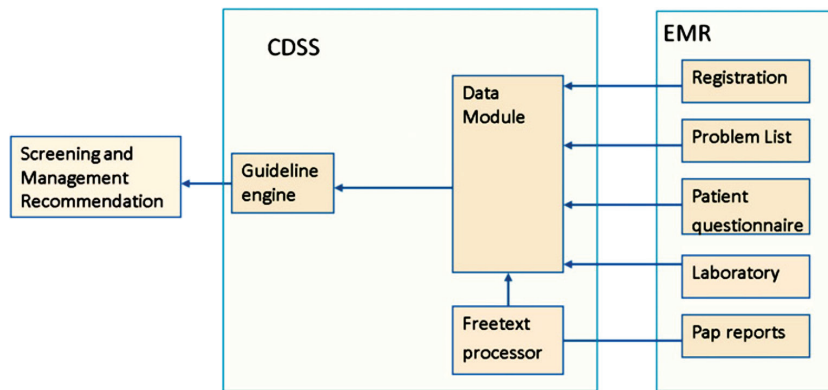 CDSS
EMR
Screening and
Management
Recommendation
Guideline
engine
Data
Module
Freetext
processor
Registration
Problem List
Patient
questionnaire
Laboratory
Pap reports